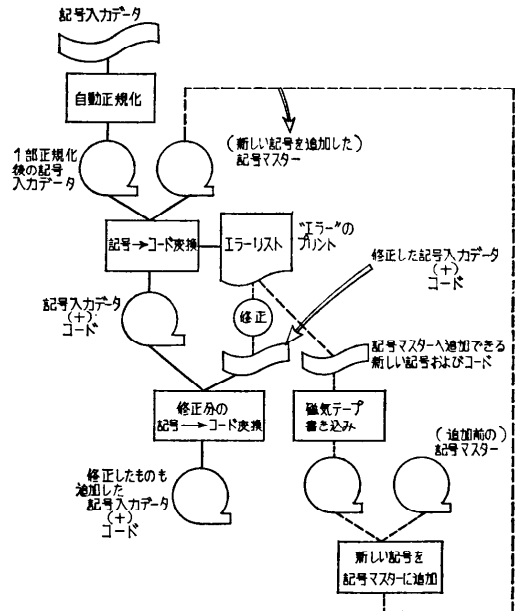 記号入力データ
自動正規化
1部正規化
後の記号
入力データ
(新しい記号を追加した)
記号マスター
記号→コード変換
エラーリスト
"エラー"の
プリント
修正した記号入力データ
(+)
コード
記号入力データ
(+)
コード
修正
記号マスターへ追加できる
新しい記号およびコード
修正分の
記号→コード変換
磁気テープ
書き込み
(追加前の)
記号マスター
修正したものも
追加した
記号入力データ
(+)
コード
新しい記号を
記号マスターに追加